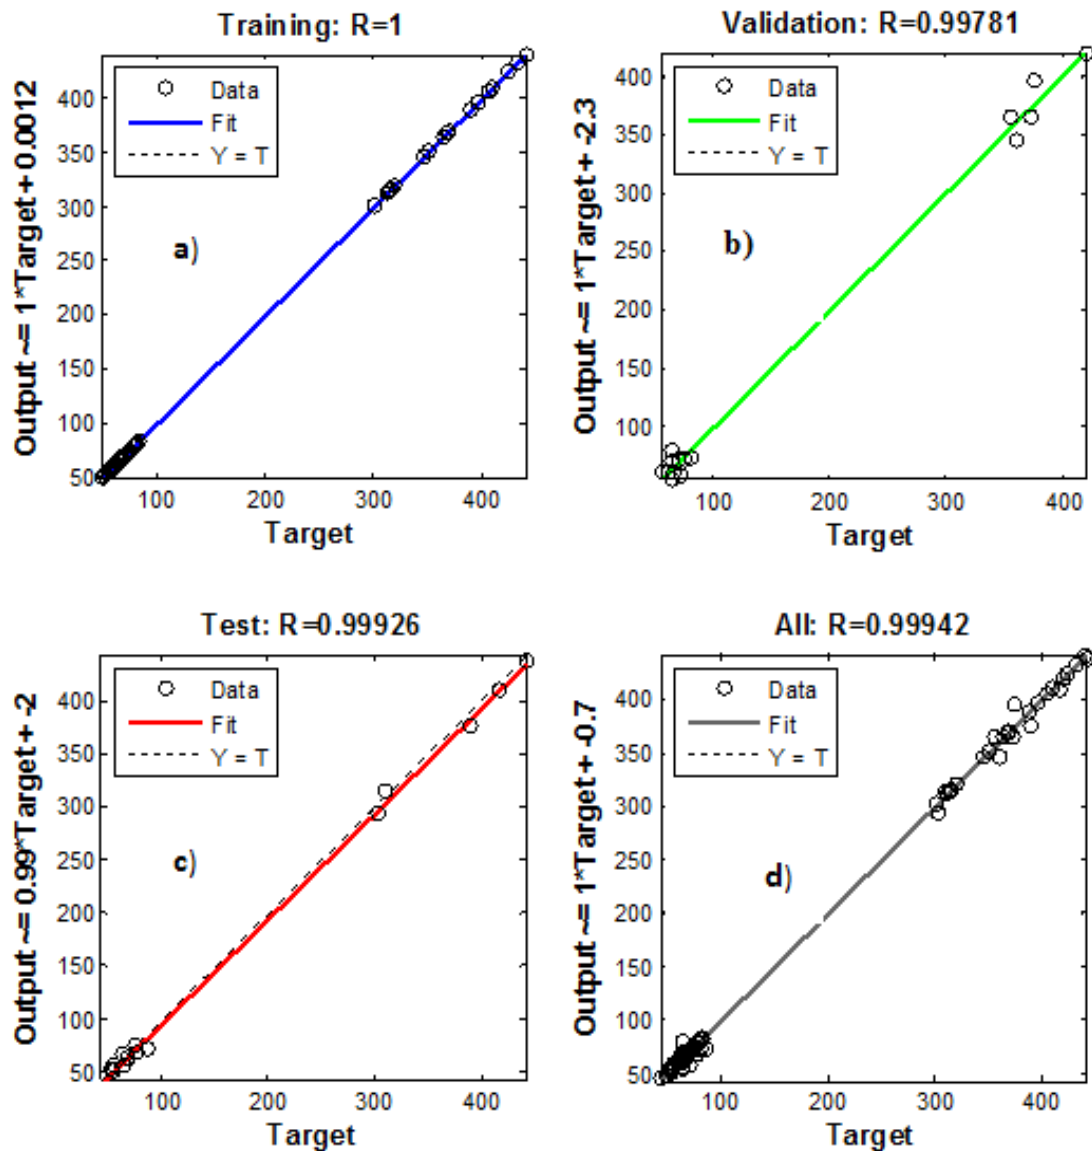 Training: R=1
Output ~= 1*Target + 0.0012
Data
Fit
Y = T
a)
400
350
300
250
200
150
100
50
100
200
300
400
Target
Validation: R=0.99781
Output ~= 1*Target + -2.3
Data
Fit
Y = T
b)
400
350
300
250
200
150
100
100
200
300
400
Target
Test: R=0.99926
Output ~= 0.99*Target + -2
Data
Fit
Y = T
c)
400
350
300
250
200
150
100
50
100
200
300
400
Target
All: R=0.99942
Output ~= 1*Target + -0.7
Data
Fit
Y = T
d)
400
350
300
250
200
150
100
50
100
200
300
400
Target